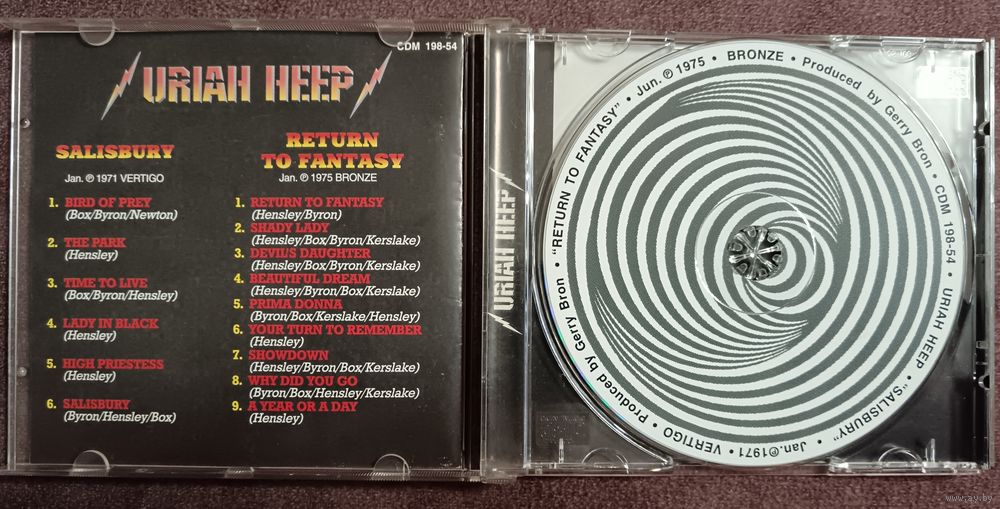 CDM 198-54
URIAH HEEP
SALISBURY
Jan. ℗ 1971 VERTIGO
1. BIRD OF PREY
(Box/Byron/Newton)
2. THE PARK
(Hensley)
3. TIME TO LIVE
(Box/Byron/Hensley)
4. LADY IN BLACK
(Hensley)
5. HIGH PRIESTESS
(Hensley)
6. SALISBURY
(Byron/Hensley/Box)
RETURN
TO FANTASY
Jan. ℗ 1975 BRONZE
1. RETURN TO FANTASY
(Hensley/Byron)
2. SHADY LADY
(Hensley/Box/Byron/Kerslake)
3. DEVIL'S DAUGHTER
(Hensley/Box/Byron/Kerslake)
4. BEAUTIFUL DREAM
(Hensley/Byron/Box/Kerslake)
5. PRIMA DONNA
(Byron/Box/Kerslake/Hensley)
6. YOUR TURN TO REMEMBER
(Hensley)
7. SHOWDOWN
(Hensley/Byron/Box/Kerslake)
8. WHY DID YOU GO
(Byron/Box/Hensley/Kerslake)
9. A YEAR OR A DAY
(Hensley)
URIAH HEEP
• URIAH HEEP • "SALISBURY" • Jan.℗1971 • VERTIGO • Produced by Gerry Bron •
"RETURN TO FANTASY" • Jun. ℗ 1975 • BRONZE • Produced by Gerry Bron • CDM 198-54
www.ay.by